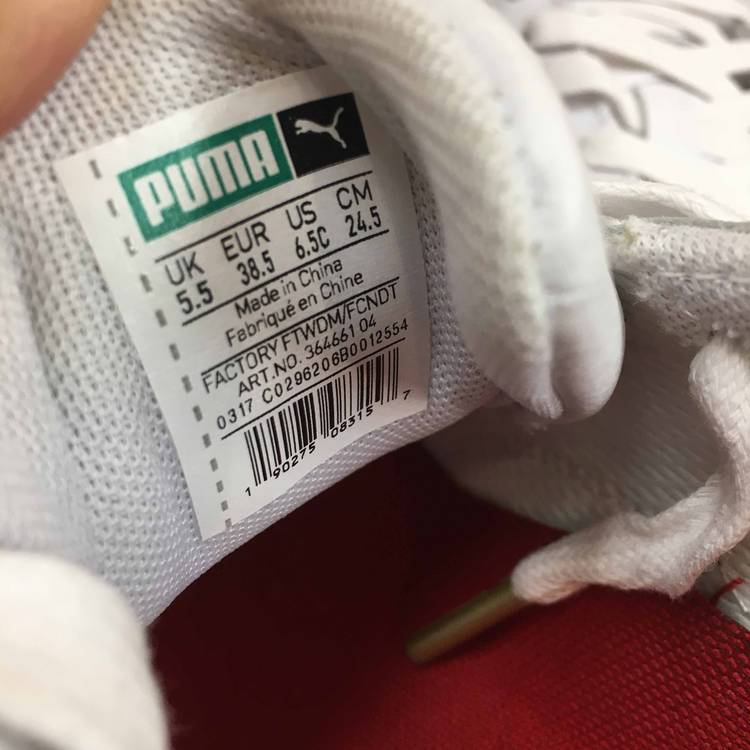 PUMA
UK EUR US CM
5.5 38.5 6.5C 24.5
Made in China
Fabriqué en Chine
FACTORY FTWDM/FCNDT
ART.NO. 364661 04
0317 C0296206B0012554
1 90275 08315 7